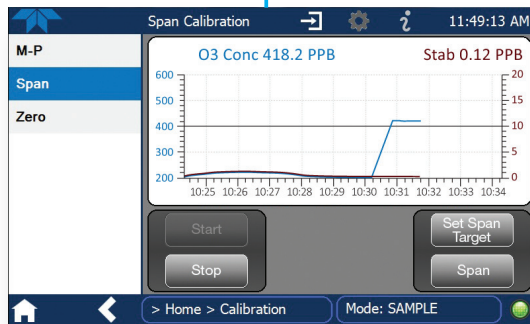 Span Calibration
11:49:13 AM
M-P
Span
Zero
O3 Conc 418.2 PPB
Stab 0.12 PPB
600
500
400
300
200
20
15
10
5
0
10:25 10:26 10:27 10:28 10:29 10:30 10:31 10:32 10:33 10:34
Start
Set Span
Target
Stop
Span
> Home > Calibration
Mode: SAMPLE